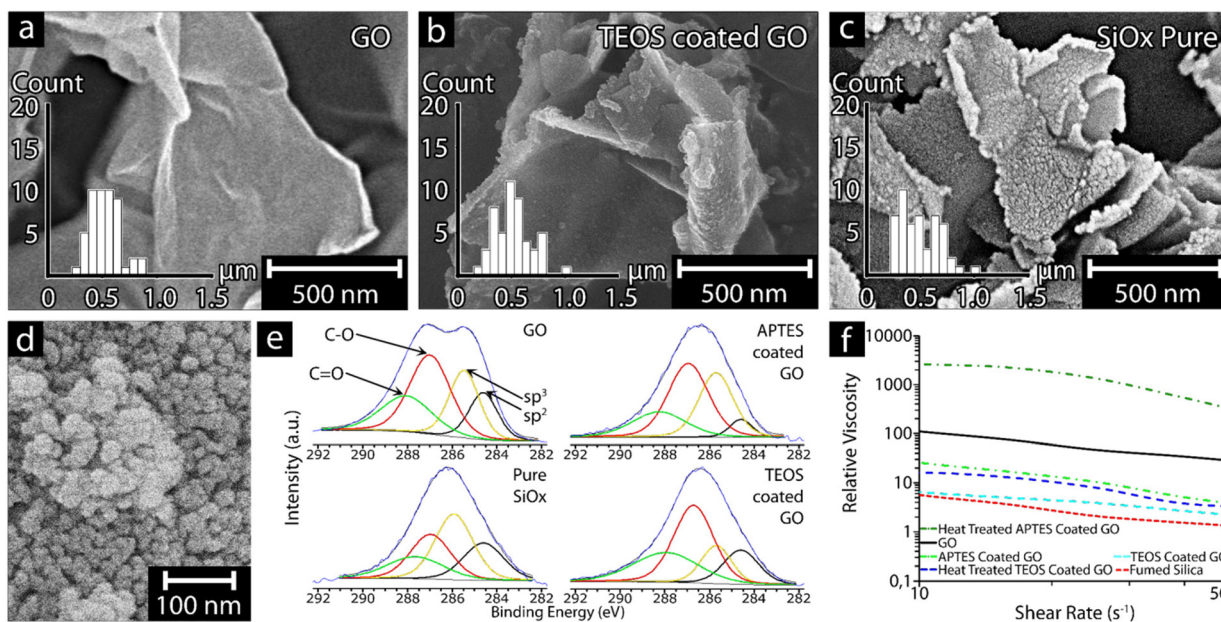 a
GO
Count
20
15
10
5
µm
0 0.5 1.0 1.5
500 nm
b
TEOS coated GO
Count
20
15
10
5
µm
0 0.5 1.0 1.5
500 nm
c
SiOx Pure
Count
20
15
10
5
µm
0 0.5 1.0 1.5
500 nm
d
100 nm
e
Intensity (a.u.)
GO
C-O
C=O
sp³
sp²
292 290 288 286 284 282
APTES
coated
GO
292 290 288 286 284 282
Pure
SiOx
292 290 288 286 284 282
TEOS
coated
GO
292 290 288 286 284 282
Binding Energy (eV)
f
Relative Viscosity
10000
1000
100
10
1
0,1
Heat Treated APTES Coated GO
GO
APTES Coated GO TEOS Coated GO
Heat Treated TEOS Coated GO Fumed Silica
10 50
Shear Rate (s⁻¹)